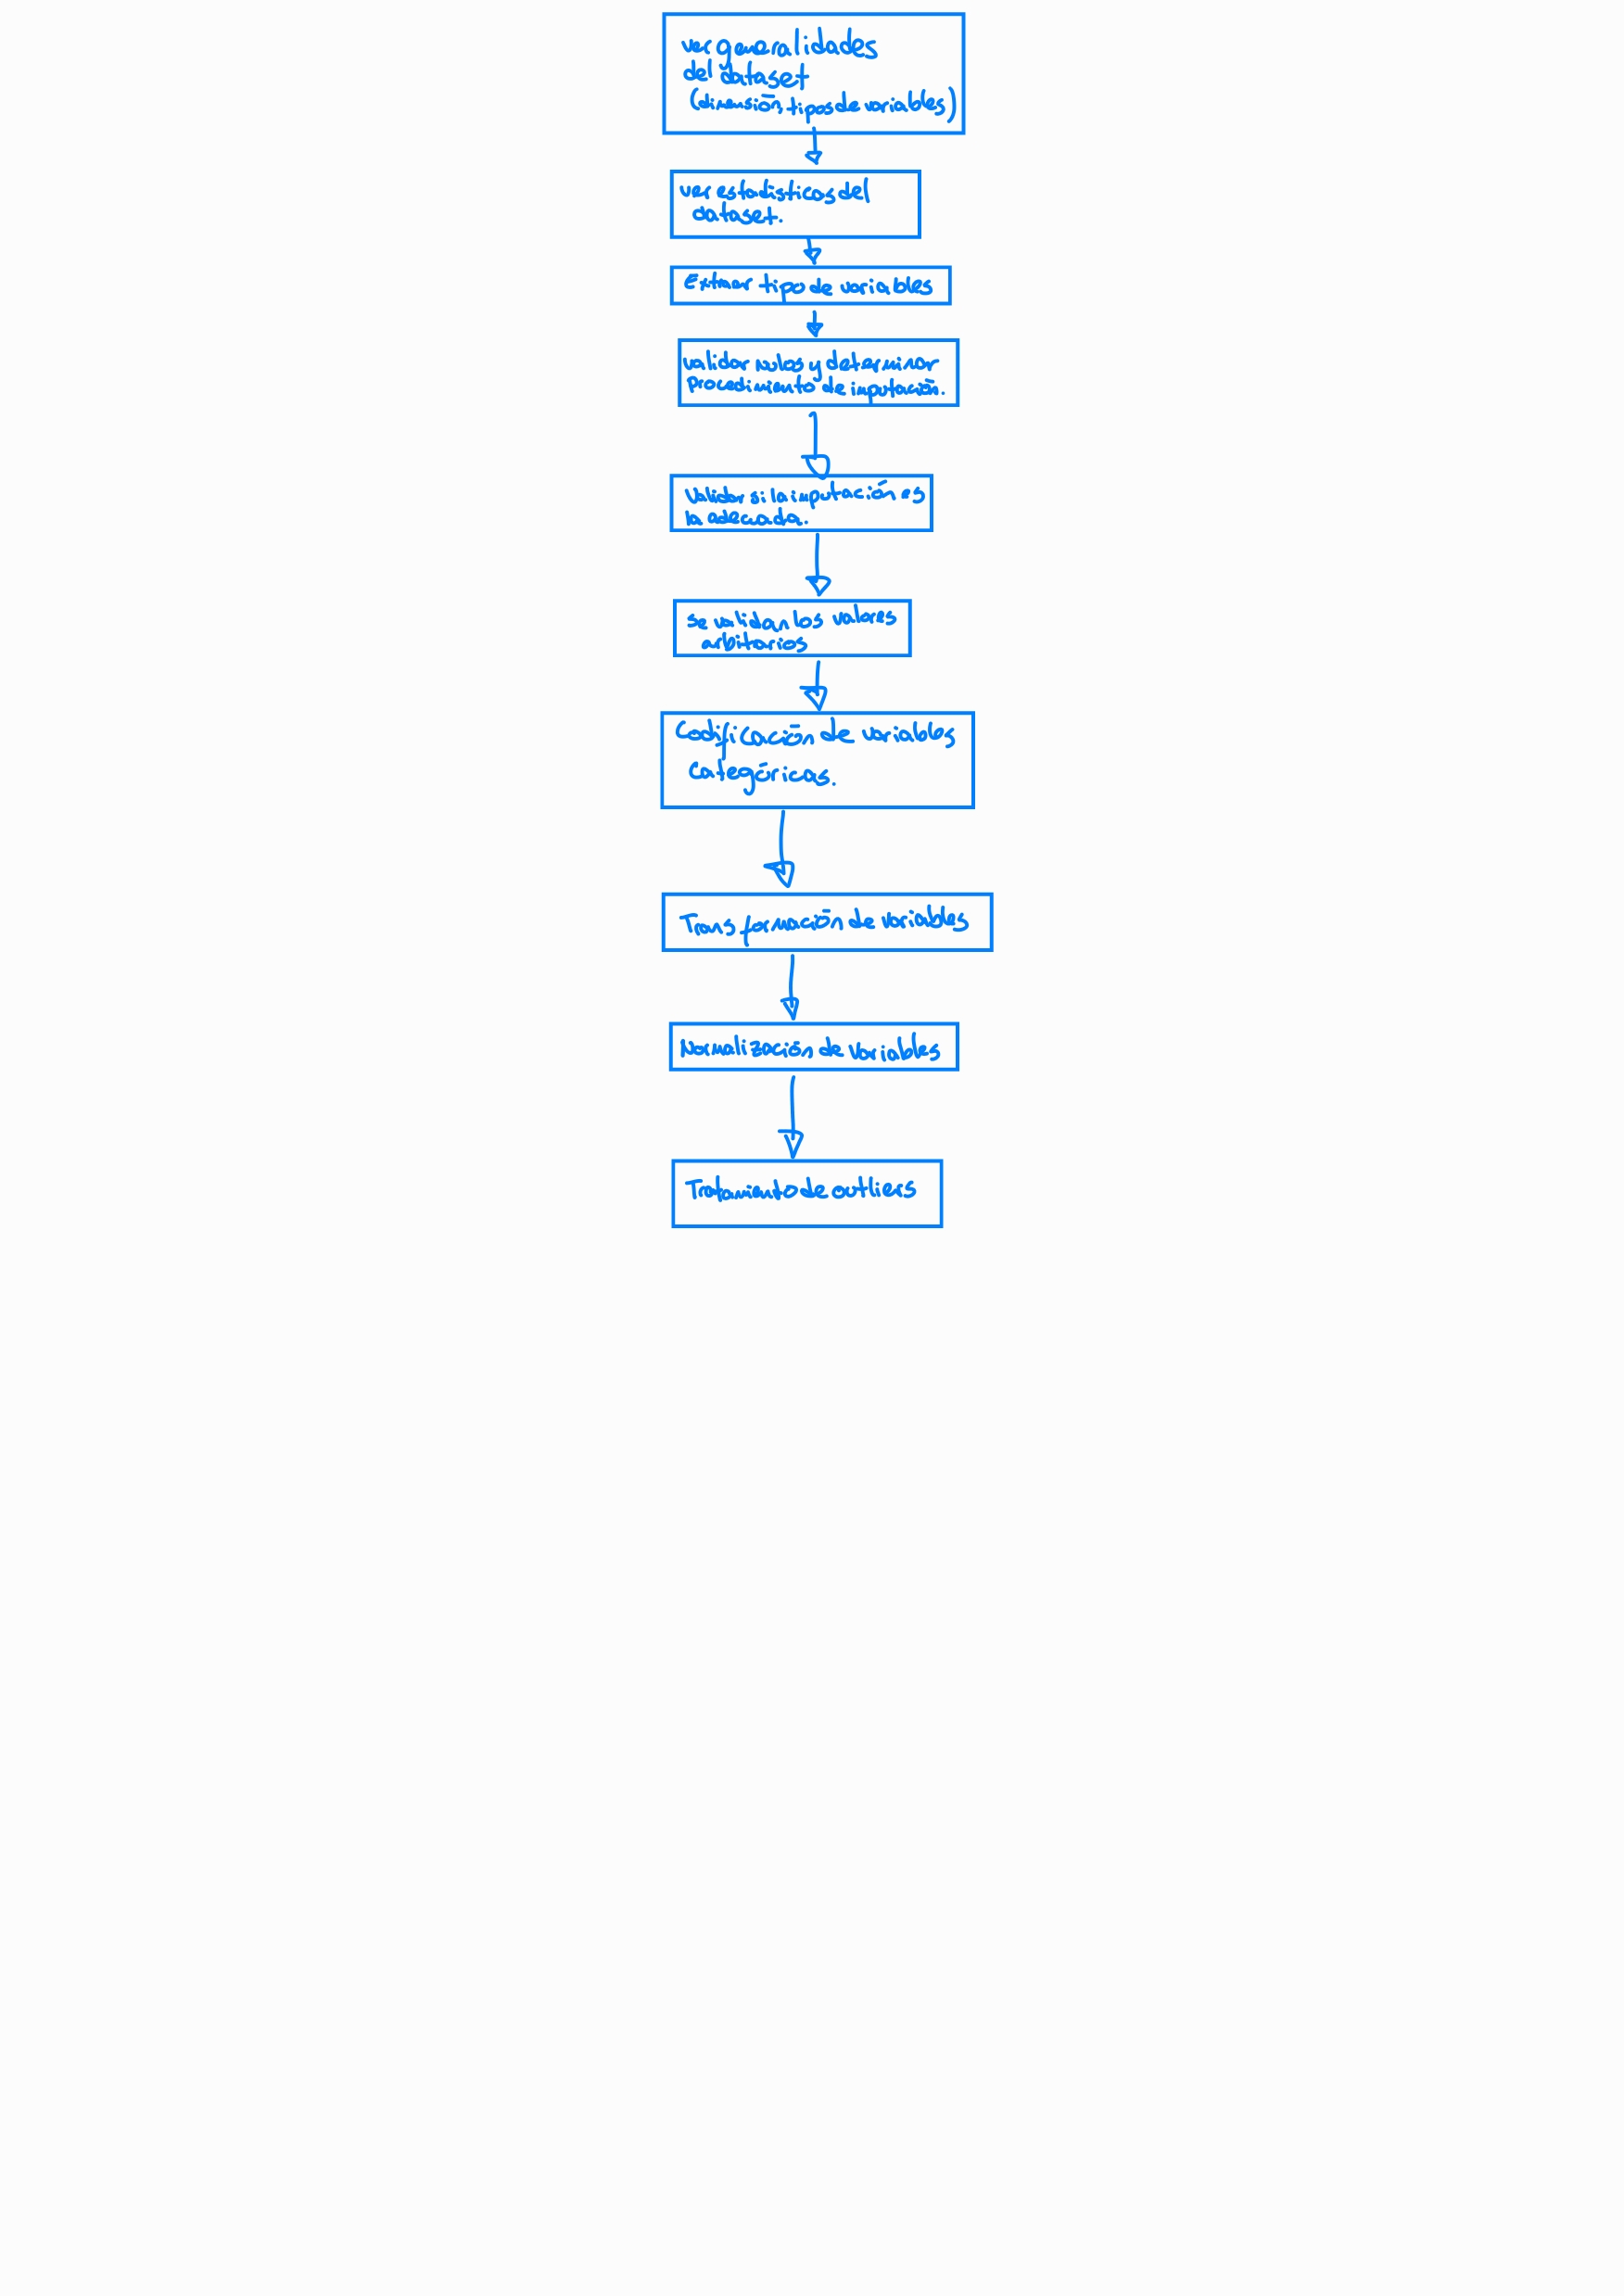 ver generalidades
del dataset
(dimensión, tipos de variables)
ver estadisticas del
dataset.
Extraer tipo de variables
validar nulos y determinar
procedimiento de imputación.
Validar si la imputación es
la adecuada.
se validan los valores
arbitarios
Codificación de variables
Categóricas.
Transformación de variables
Normalización de variables
Tratamiento de outliers